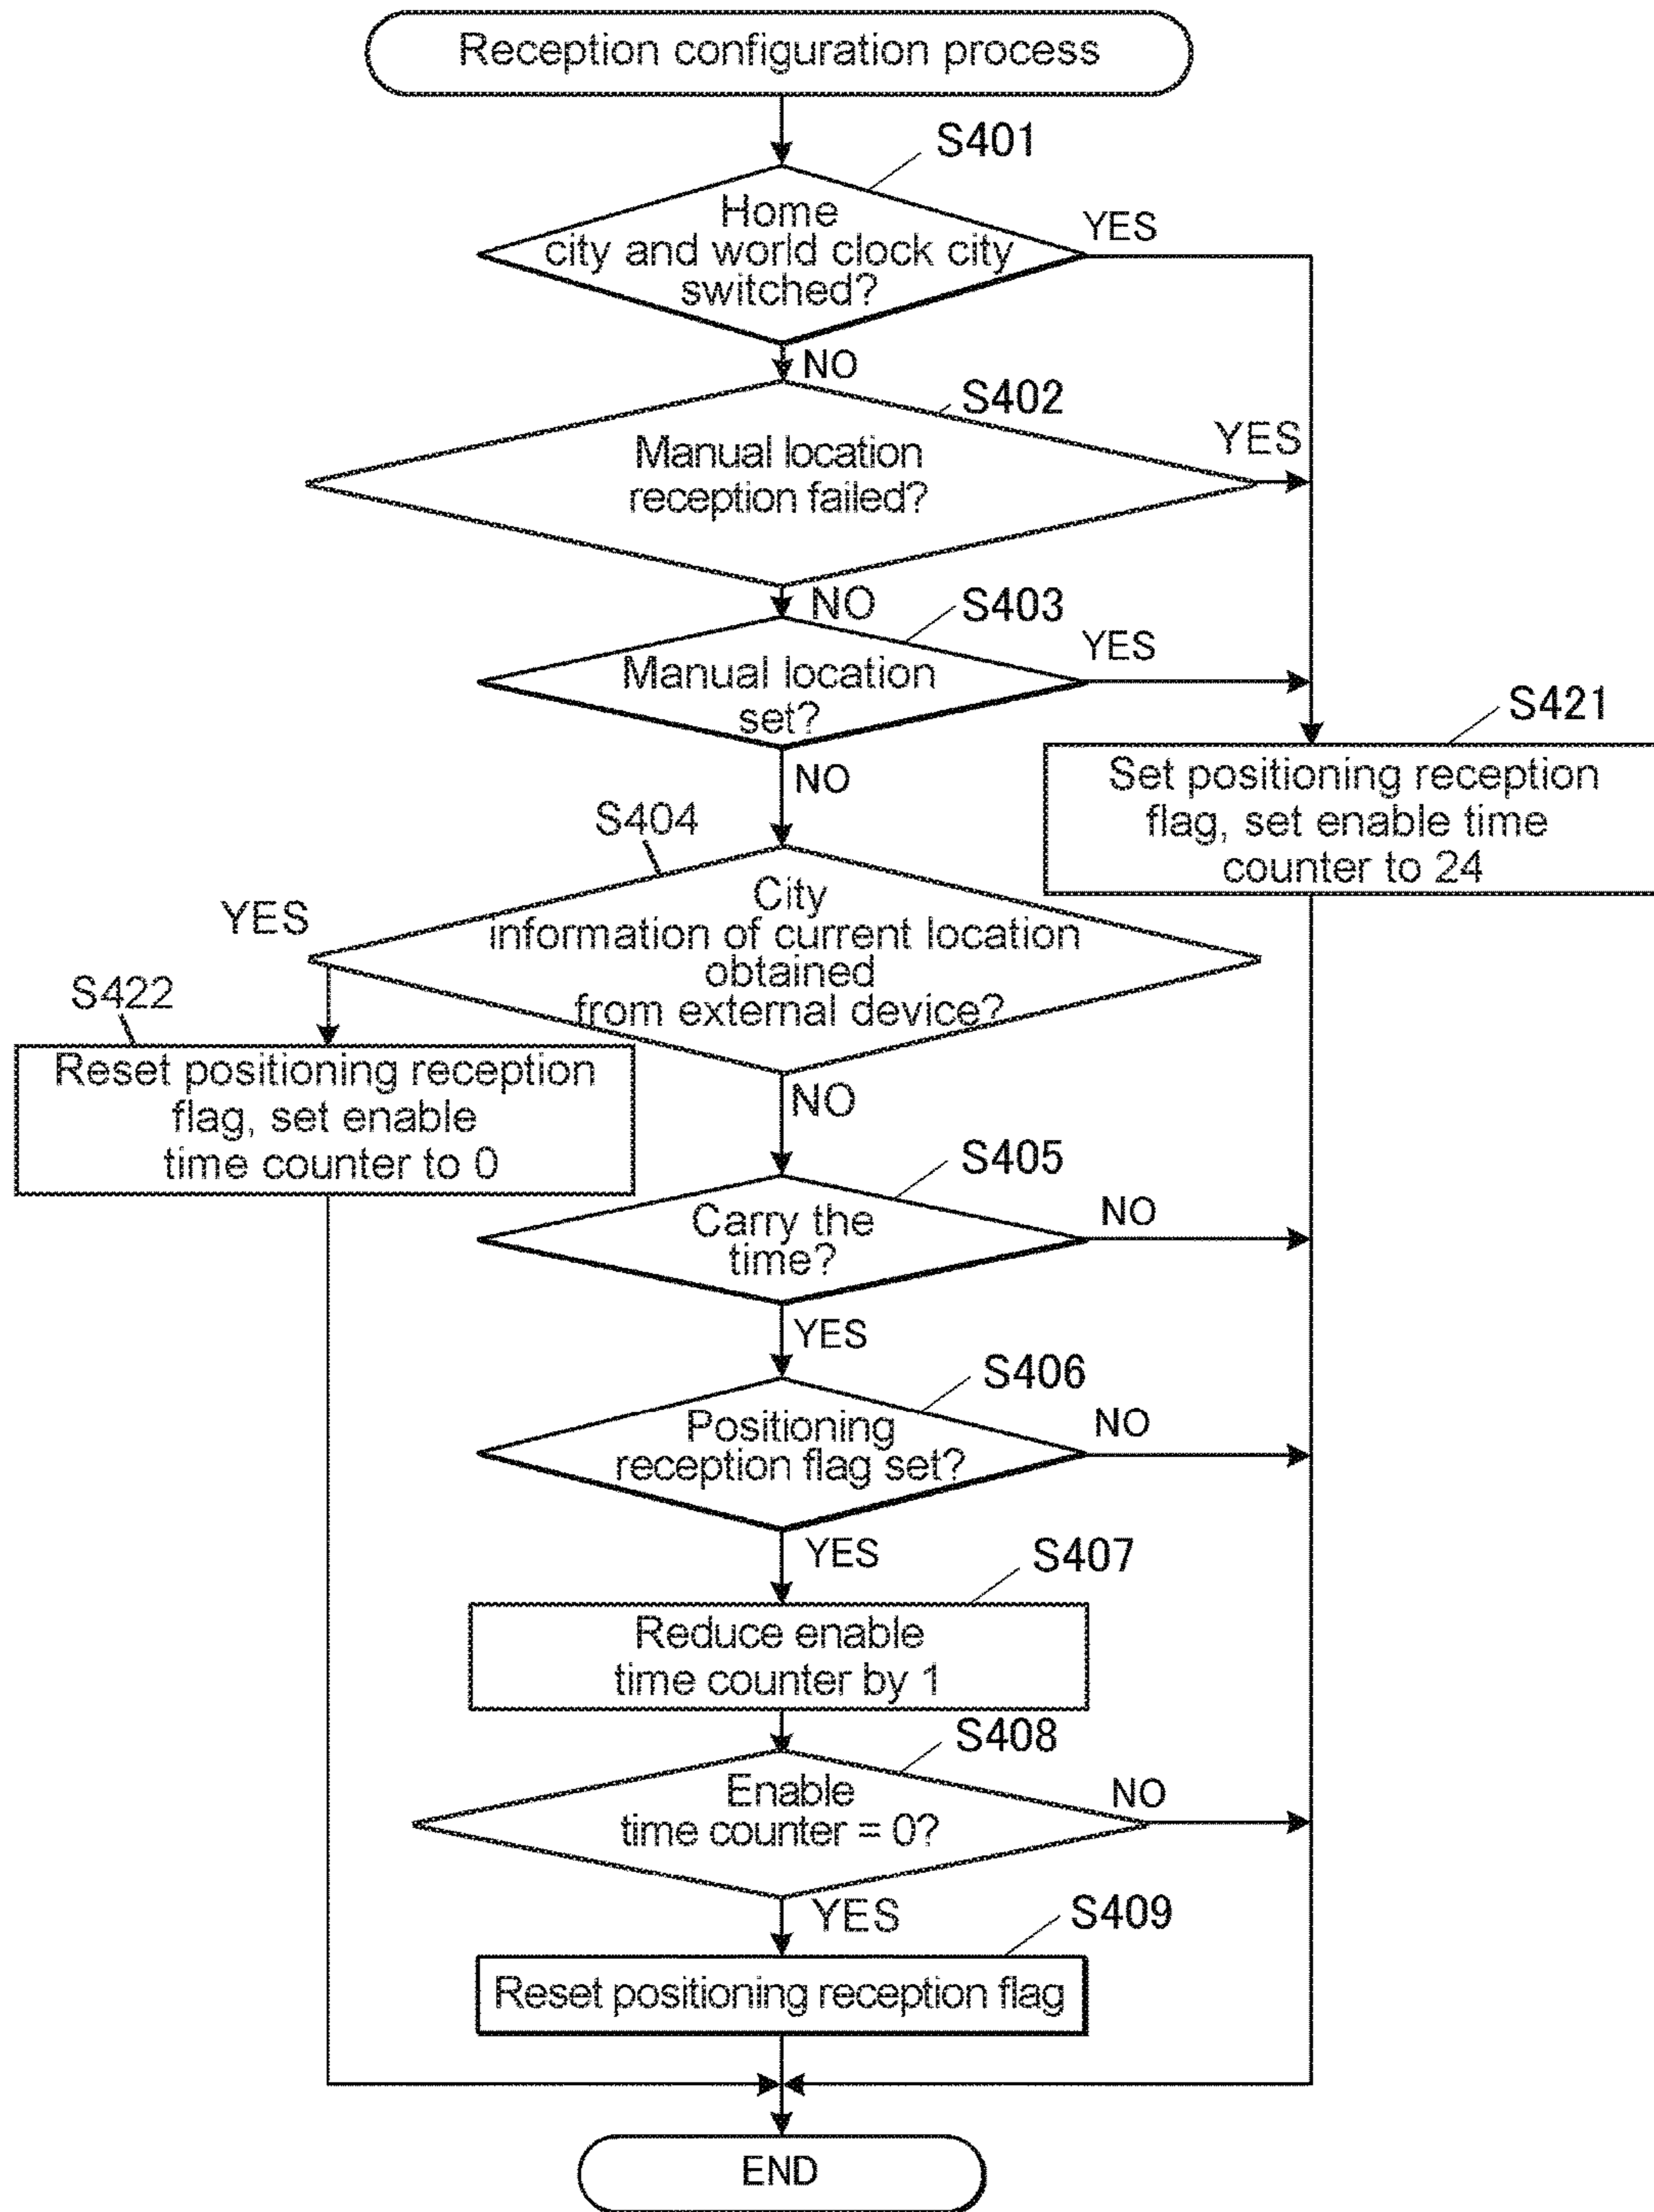 Reception configuration process
S401
Home
city and world clock city
switched?
YES
NO
S402
Manual location
reception failed?
YES
NO
S403
Manual location
set?
YES
NO
S421
Set positioning reception
flag, set enable time
counter to 24
S404
City
information of current location
obtained
from external device?
YES
NO
S422
Reset positioning reception
flag, set enable
time counter to 0
S405
Carry the
time?
NO
YES
S406
Positioning
reception flag set?
NO
YES
S407
Reduce enable
time counter by 1
S408
Enable
time counter = 0?
NO
YES
S409
Reset positioning reception flag
END